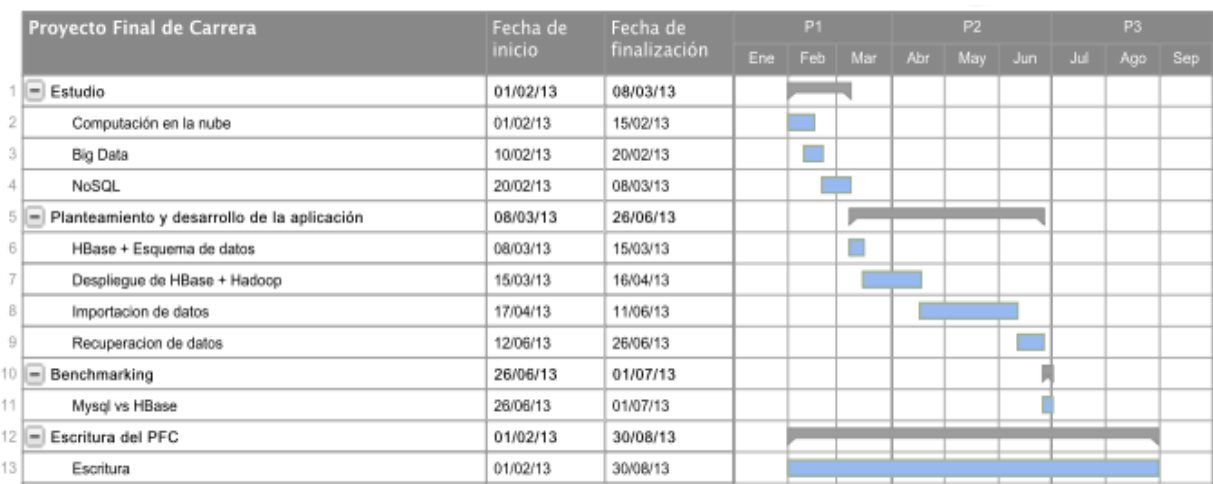 Proyecto Final de Carrera Fecha de inicio Fecha de finalización P1 P2 P3
Ene Feb Mar Abr May Jun Jul Ago Sep
1 Estudio 01/02/13 08/03/13
2 Computación en la nube 01/02/13 15/02/13
3 Big Data 10/02/13 20/02/13
4 NoSQL 20/02/13 08/03/13
5 Planteamiento y desarrollo de la aplicación 08/03/13 26/06/13
6 HBase + Esquema de datos 08/03/13 15/03/13
7 Despliegue de HBase + Hadoop 15/03/13 16/04/13
8 Importacion de datos 17/04/13 11/06/13
9 Recuperacion de datos 12/06/13 26/06/13
10 Benchmarking 26/06/13 01/07/13
11 Mysql vs HBase 26/06/13 01/07/13
12 Escritura del PFC 01/02/13 30/08/13
13 Escritura 01/02/13 30/08/13